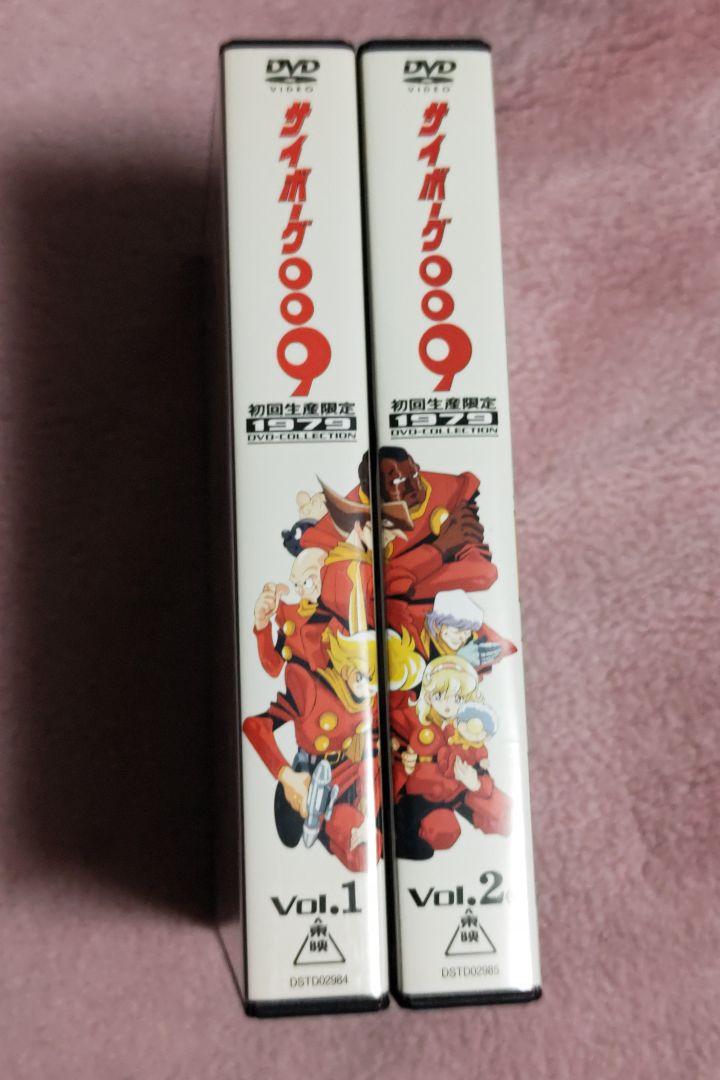 DVD
VIDEO
サイボーグ009
初回生産限定
1979
DVD-COLLECTION
Vol.1
東映
DSTD02984
DVD
VIDEO
サイボーグ009
初回生産限定
1979
DVD-COLLECTION
Vol.2
東映
DSTD02985